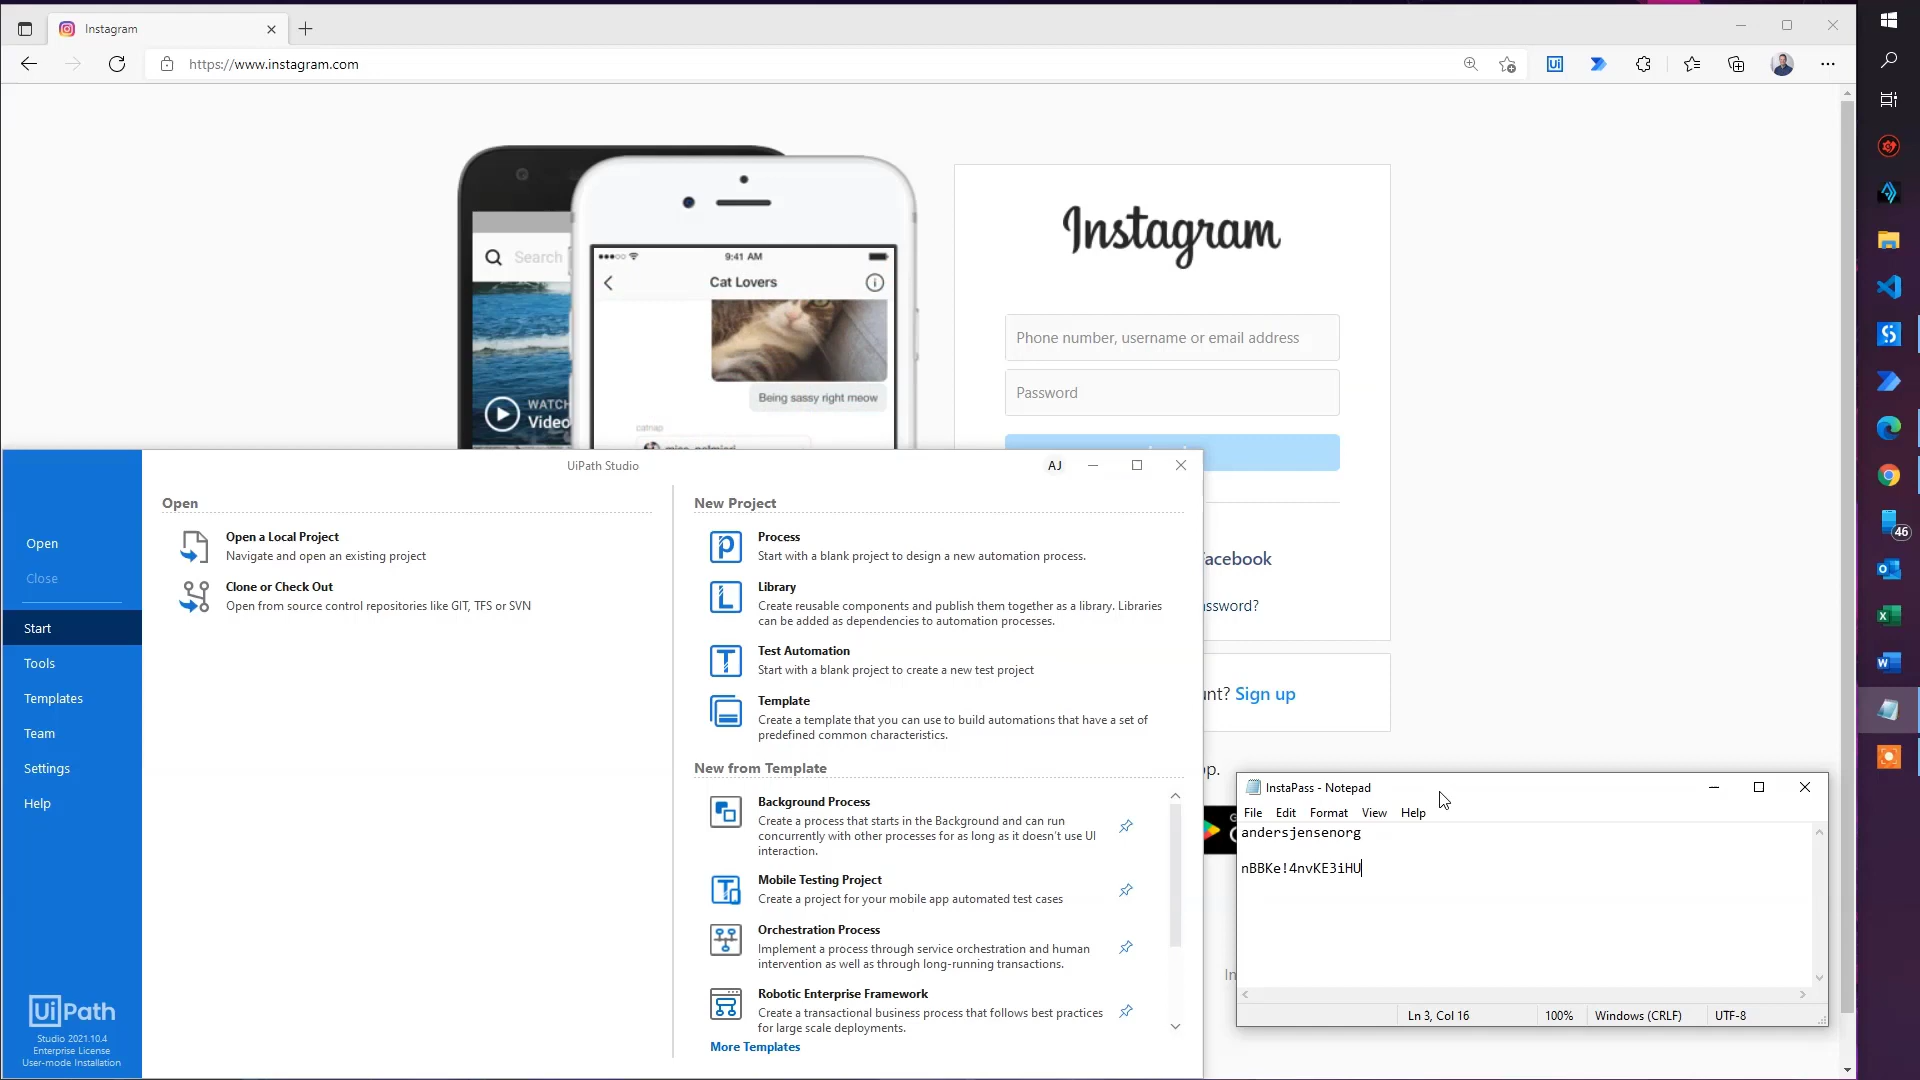 Instagram
https://www.instagram.com
Search
9:41 AM
Cat Lovers
Being sassy right meow
catnap
WATCH
Video
Instagram
Phone number, username or email address
Password
acebook
ssword?
unt? Sign up
pp.
UiPath Studio
AJ
Open
Close
Start
Tools
Templates
Team
Settings
Help
UiPath
Studio 2021.10.4
Enterprise License
User-mode Installation
Open
Open a Local Project
Navigate and open an existing project
Clone or Check Out
Open from source control repositories like GIT, TFS or SVN
New Project
Process
Start with a blank project to design a new automation process.
Library
Create reusable components and publish them together as a library. Libraries
can be added as dependencies to automation processes.
Test Automation
Start with a blank project to create a new test project
Template
Create a template that you can use to build automations that have a set of
predefined common characteristics.
New from Template
Background Process
Create a process that starts in the Background and can run
concurrently with other processes for as long as it doesn't use UI
interaction.
Mobile Testing Project
Create a project for your mobile app automated test cases
Orchestration Process
Implement a process through service orchestration and human
intervention as well as through long-running transactions.
Robotic Enterprise Framework
Create a transactional business process that follows best practices
for large scale deployments.
More Templates
InstaPass - Notepad
File Edit Format View Help
andersjensenorg
nBBKe!4nvKE3iHU
Ln 3, Col 16
100%
Windows (CRLF)
UTF-8
46